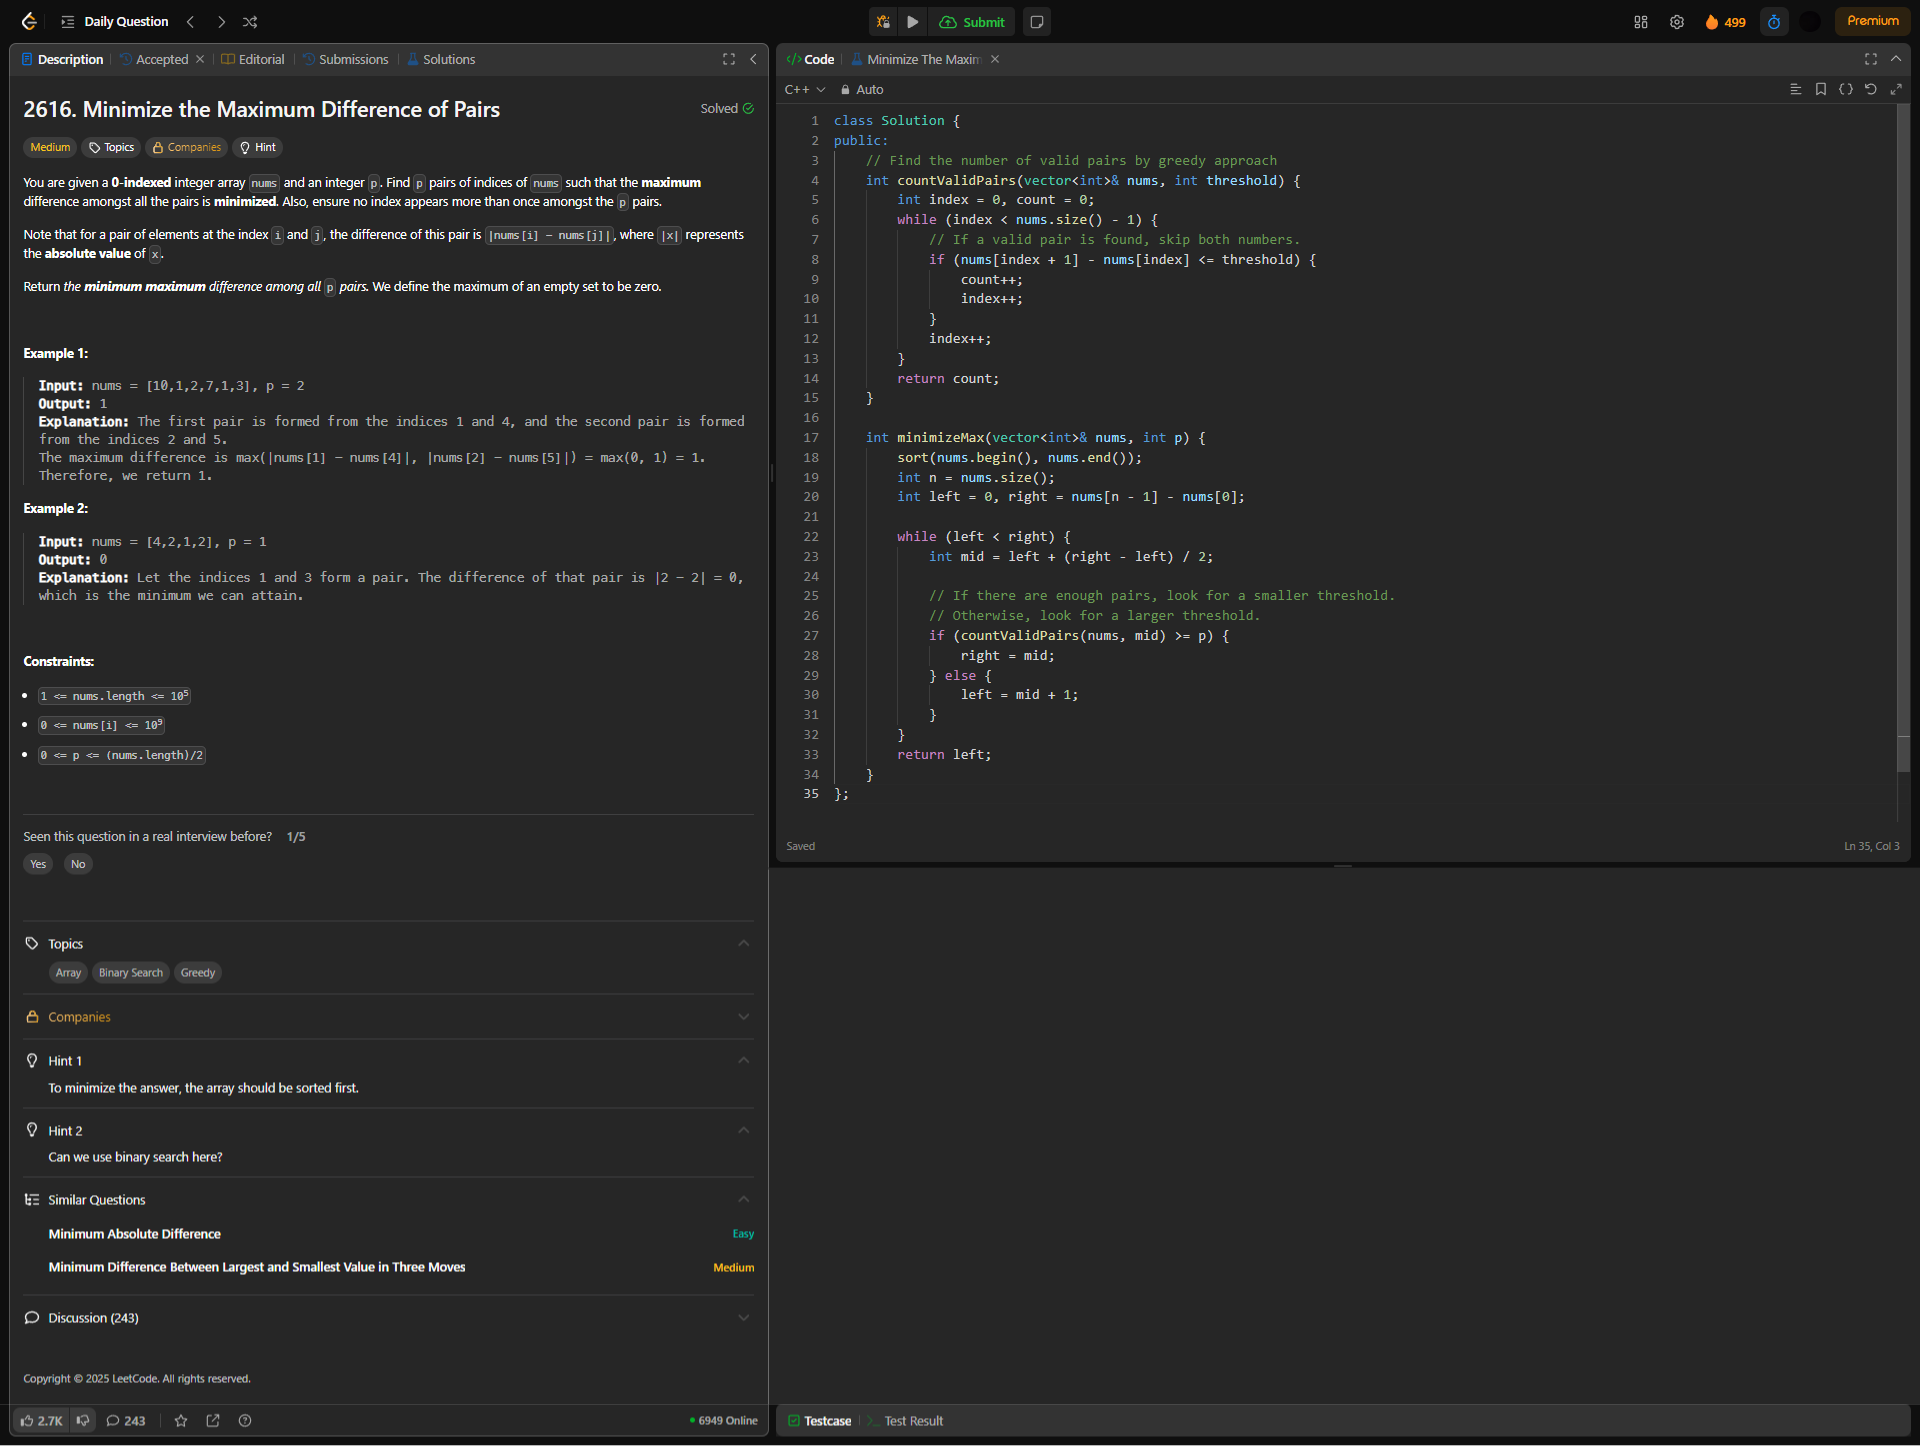 Daily Question
Submit
499
Premium
Description
Accepted
Editorial
Submissions
Solutions
2616. Minimize the Maximum Difference of Pairs
Solved
Medium
Topics
Companies
Hint
You are given a 0-indexed integer array nums and an integer p. Find p pairs of indices of nums such that the maximum
difference amongst all the pairs is minimized. Also, ensure no index appears more than once amongst the p pairs.
Note that for a pair of elements at the index i and j, the difference of this pair is |nums[i] - nums[j]|, where |x| represents
the absolute value of x.
Return the minimum maximum difference among all p pairs. We define the maximum of an empty set to be zero.
Example 1:
Input: nums = [10,1,2,7,1,3], p = 2
Output: 1
Explanation: The first pair is formed from the indices 1 and 4, and the second pair is formed
from the indices 2 and 5.
The maximum difference is max(|nums[1] - nums[4]|, |nums[2] - nums[5]|) = max(0, 1) = 1.
Therefore, we return 1.
Example 2:
Input: nums = [4,2,1,2], p = 1
Output: 0
Explanation: Let the indices 1 and 3 form a pair. The difference of that pair is |2 - 2| = 0,
which is the minimum we can attain.
Constraints:
• 1 <= nums.length <= 10⁵
• 0 <= nums[i] <= 10⁹
• 0 <= p <= (nums.length)/2
Seen this question in a real interview before? 1/5
Yes
No
Topics
Array
Binary Search
Greedy
Companies
Hint 1
To minimize the answer, the array should be sorted first.
Hint 2
Can we use binary search here?
Similar Questions
Minimum Absolute Difference
Easy
Minimum Difference Between Largest and Smallest Value in Three Moves
Medium
Discussion (243)
Copyright © 2025 LeetCode. All rights reserved.
2.7K
243
6949 Online
</> Code
Minimize The Maxim
C++
Auto
1 class Solution {
2 public:
3     // Find the number of valid pairs by greedy approach
4     int countValidPairs(vector<int>& nums, int threshold) {
5         int index = 0, count = 0;
6         while (index < nums.size() - 1) {
7             // If a valid pair is found, skip both numbers.
8             if (nums[index + 1] - nums[index] <= threshold) {
9                 count++;
10                 index++;
11             }
12             index++;
13         }
14         return count;
15     }
16
17     int minimizeMax(vector<int>& nums, int p) {
18         sort(nums.begin(), nums.end());
19         int n = nums.size();
20         int left = 0, right = nums[n - 1] - nums[0];
21
22         while (left < right) {
23             int mid = left + (right - left) / 2;
24
25             // If there are enough pairs, look for a smaller threshold.
26             // Otherwise, look for a larger threshold.
27             if (countValidPairs(nums, mid) >= p) {
28                 right = mid;
29             } else {
30                 left = mid + 1;
31             }
32         }
33         return left;
34     }
35 };
Saved
Ln 35, Col 3
Testcase
Test Result